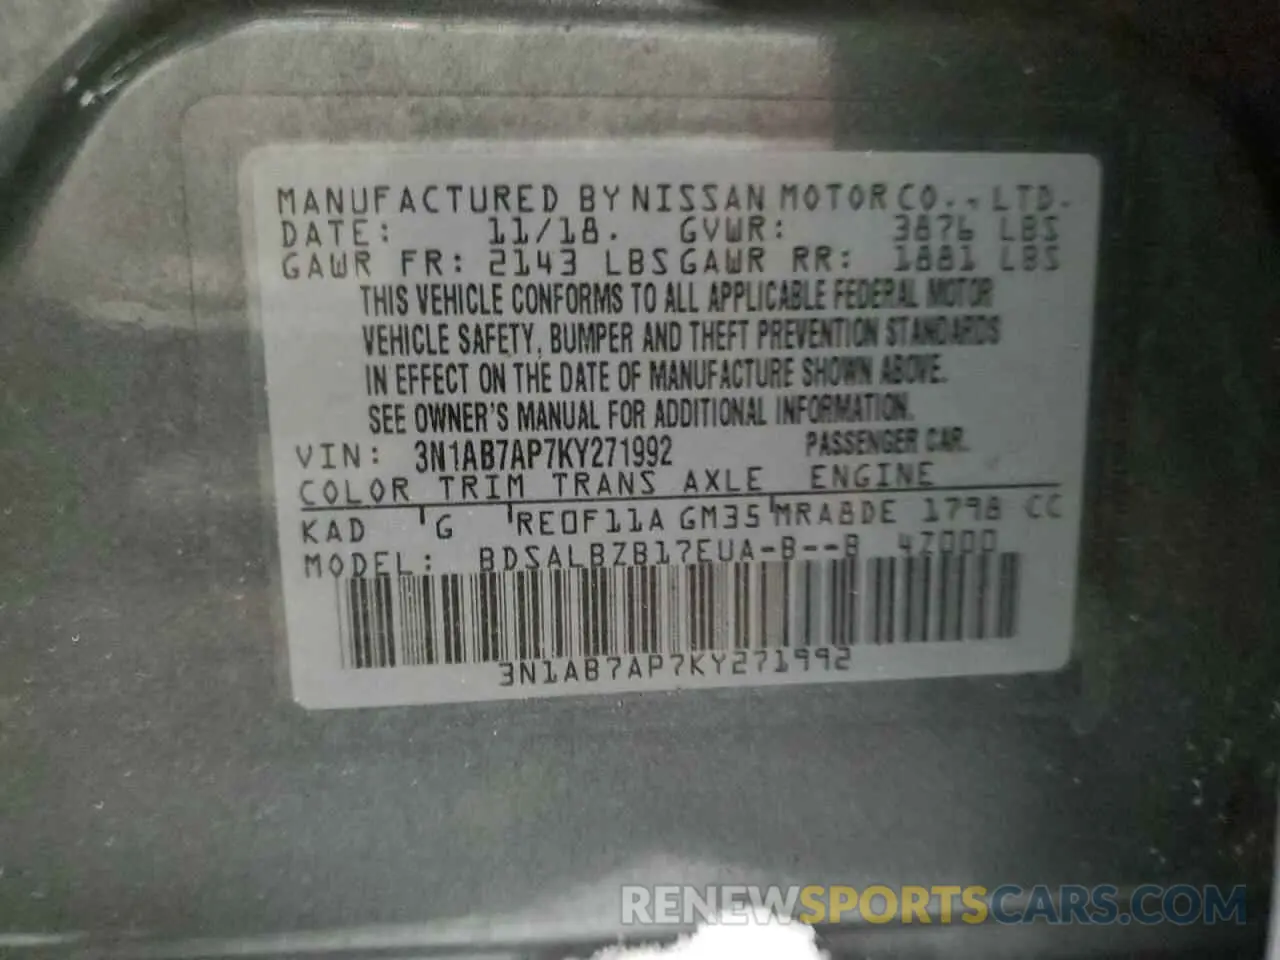 MANUFACTURED BY NISSAN MOTOR CO., LTD.
DATE: 11/18. GVWR: 3876 LBS
GAWR FR: 2143 LBS GAWR RR: 1881 LBS
THIS VEHICLE CONFORMS TO ALL APPLICABLE FEDERAL MOTOR
VEHICLE SAFETY, BUMPER AND THEFT PREVENTION STANDARDS
IN EFFECT ON THE DATE OF MANUFACTURE SHOWN ABOVE.
SEE OWNER'S MANUAL FOR ADDITIONAL INFORMATION.
VIN: 3N1AB7AP7KY271992 PASSENGER CAR.
COLOR TRIM TRANS AXLE ENGINE
KAD G RE0F11A GM35 MRA8DE 1798 CC
MODEL: BDSALBZB17EUA-B--B 4Z000
3N1AB7AP7KY271992
RENEWSPORTSCARS.COM